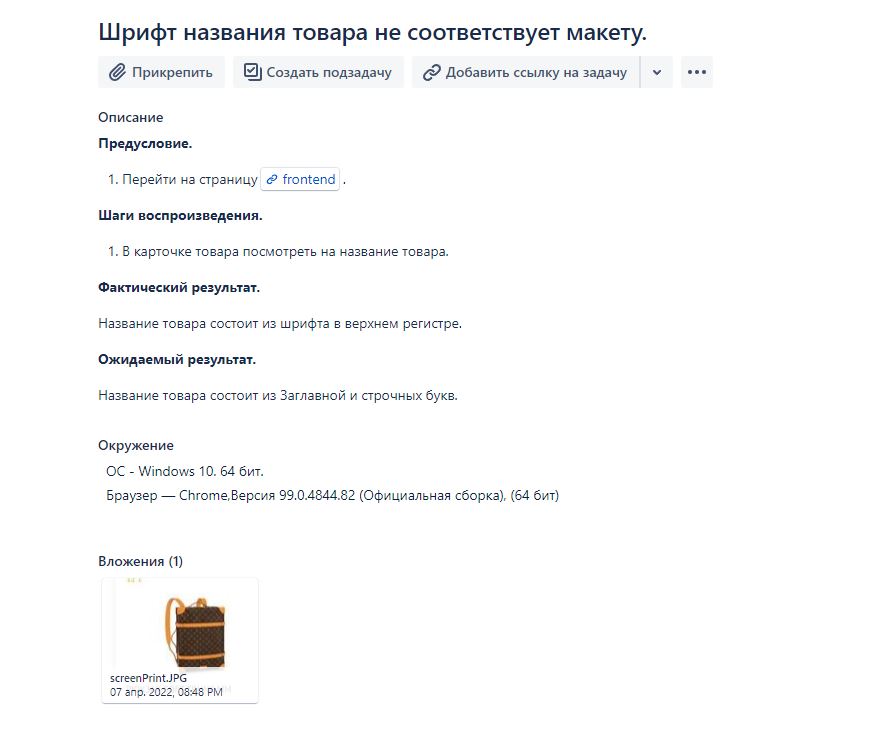 Шрифт названия товара не соответствует макету.
Прикрепить
Создать подзадачу
Добавить ссылку на задачу
Описание
Предусловие.
1. Перейти на страницу frontend .
Шаги воспроизведения.
1. В карточке товара посмотреть на название товара.
Фактический результат.
Название товара состоит из шрифта в верхнем регистре.
Ожидаемый результат.
Название товара состоит из Заглавной и строчных букв.
Окружение
ОС - Windows 10. 64 бит.
Браузер — Chrome,Версия 99.0.4844.82 (Официальная сборка), (64 бит)
Вложения (1)
screenPrint.JPG
07 апр. 2022, 08:48 PM